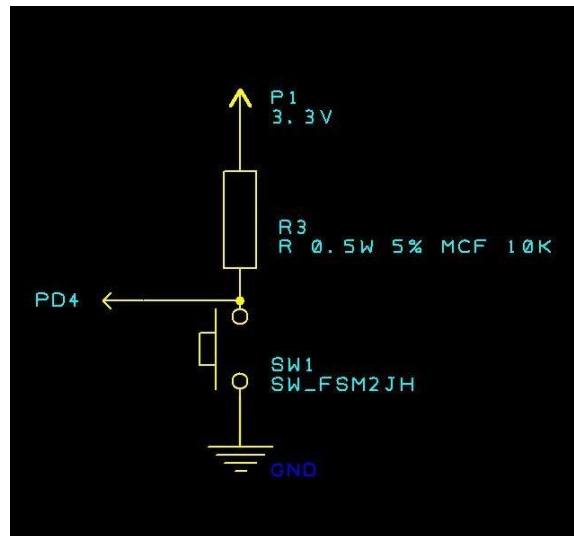 P1
3.3V
R3
R 0.5W 5% MCF 10K
PD4
SW1
SW_FSM2JH
GND